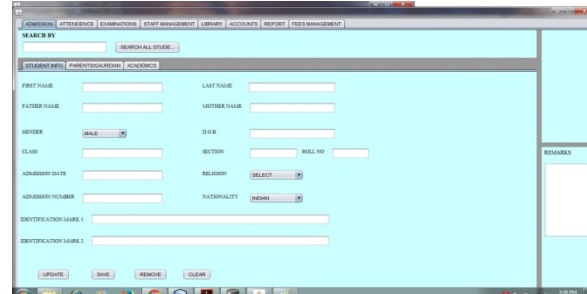 ADMISSION ATTENDENCE EXAMINATIONS STAFF MANAGEMENT LIBRARY ACCOUNTS REPORT FEES MANAGEMENT
SEARCH BY
SEARCH ALL STUDE...
STUDENT INFO PARENTS/GAURDIAN ACADEMICS
FIRST NAME LAST NAME
FATHER NAME MOTHER NAME
GENDER MALE D.O.B
CLASS SECTION ROLL NO
REMARKS
ADMISSION DATE RELIGION SELECT
ADMISSION NUMBER NATIONALITY INDIAN
IDENTIFICATION MARK 1
IDENTIFICATION MARK 2
UPDATE SAVE REMOVE CLEAR